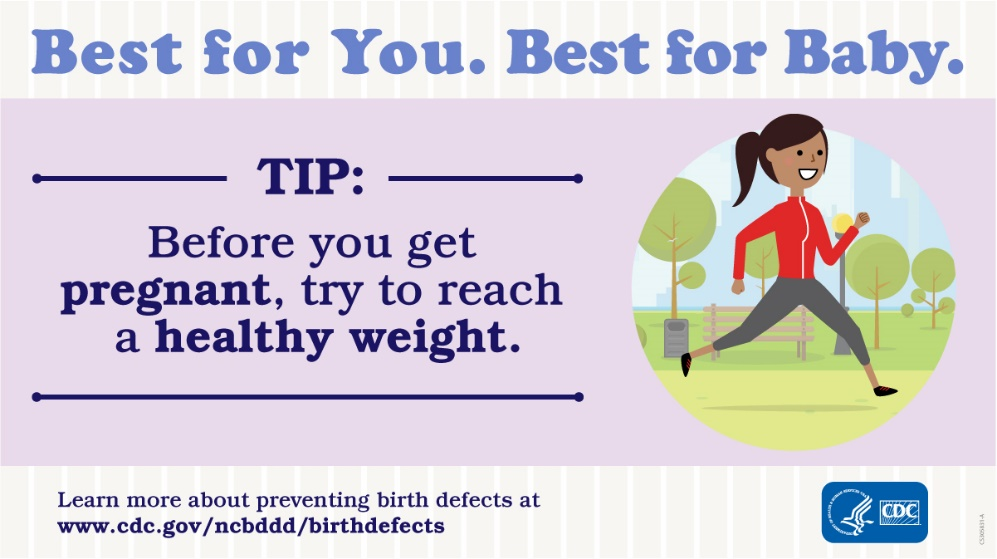 Best for You. Best for Baby.
TIP:
Before you get
pregnant, try to reach
a healthy weight.
Learn more about preventing birth defects at
www.cdc.gov/ncbddd/birthdefects
CDC